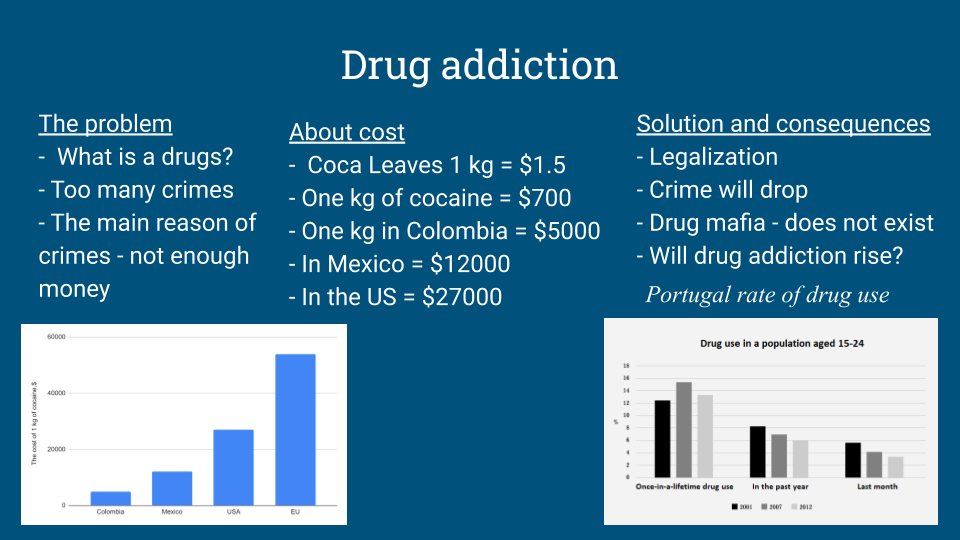 Drug addiction
The problem
- What is a drugs?
- Too many crimes
- The main reason of
crimes - not enough
money
About cost
- Coca Leaves 1 kg = $1.5
- One kg of cocaine = $700
- One kg in Colombia = $5000
- In Mexico = $12000
- In the US = $27000
Solution and consequences
- Legalization
- Crime will drop
- Drug mafia - does not exist
- Will drug addiction rise?
Portugal rate of drug use
The cost of 1 kg of cocaine,$
60000
40000
20000
0
Colombia Mexico USA EU
Drug use in a population aged 15-24
%
18
16
14
12
10
8
6
4
2
0
Once-in-a-lifetime drug use In the past year Last month
2001 2007 2012